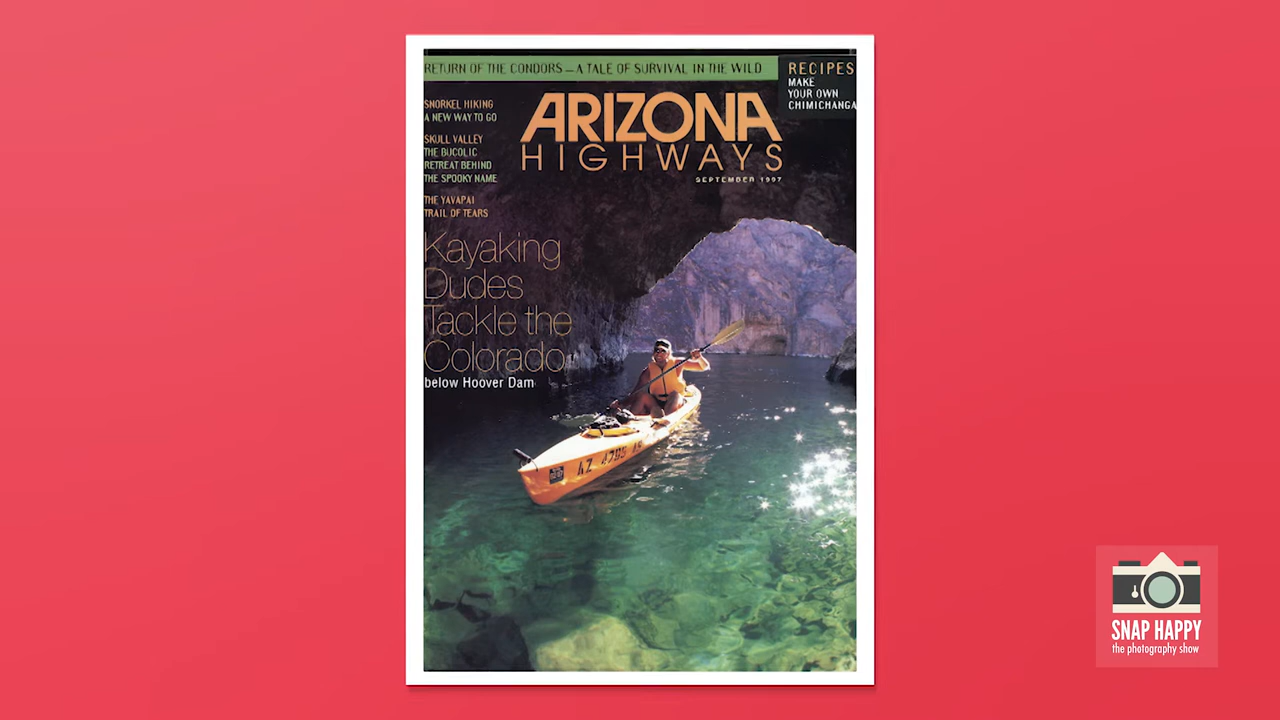 RETURN OF THE CONDORS – A TALE OF SURVIVAL IN THE WILD
RECIPES
MAKE
YOUR OWN
CHIMICHANGA
SNORKEL HIKING
A NEW WAY TO GO
SKULL VALLEY
THE BUCOLIC
RETREAT BEHIND
THE SPOOKY NAME
THE YAVAPAI
TRAIL OF TEARS
ARIZONA
HIGHWAYS
SEPTEMBER 1997
Kayaking
Dudes
Tackle the
Colorado
below Hoover Dam
AZ 4795
SNAP HAPPY
the photography show